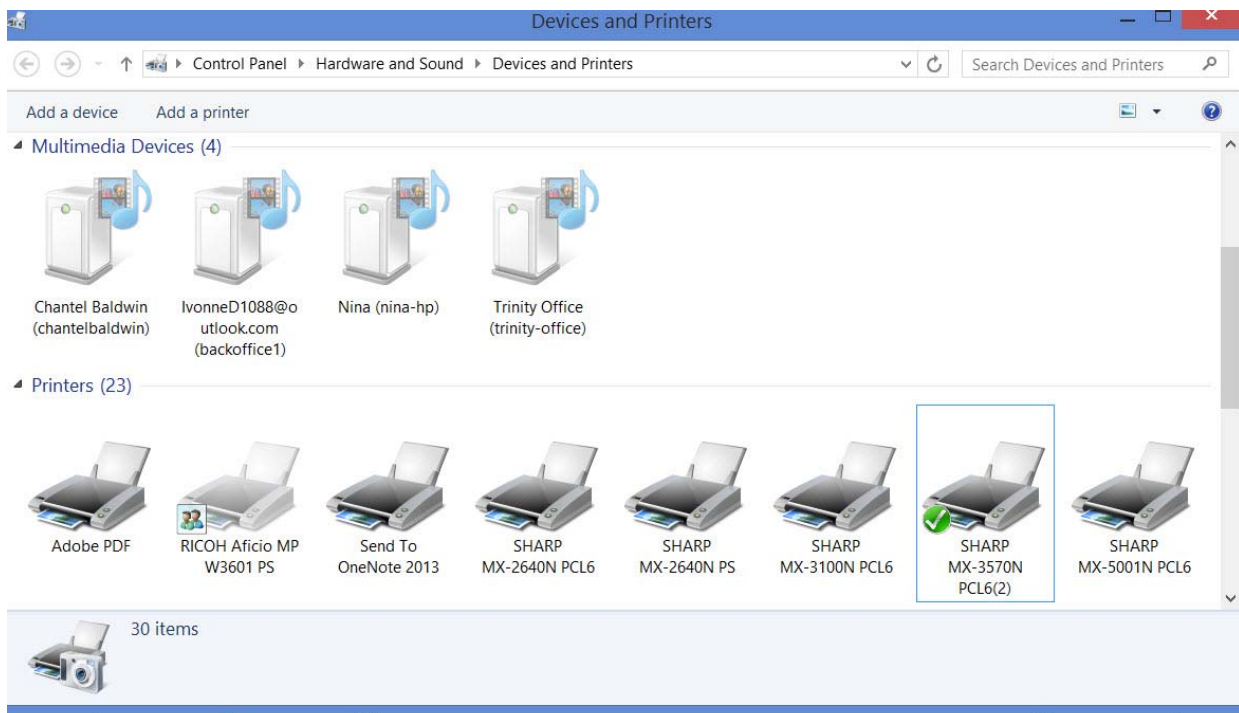 Devices and Printers
Control Panel Hardware and Sound Devices and Printers
Search Devices and Printers
Add a device Add a printer
Multimedia Devices (4)
Chantel Baldwin
(chantelbaldwin)
IvonneD1088@o
utlook.com
(backoffice1)
Nina (nina-hp)
Trinity Office
(trinity-office)
Printers (23)
Adobe PDF
RICOH Aficio MP
W3601 PS
Send To
OneNote 2013
SHARP
MX-2640N PCL6
SHARP
MX-2640N PS
SHARP
MX-3100N PCL6
SHARP
MX-3570N
PCL6(2)
SHARP
MX-5001N PCL6
30 items